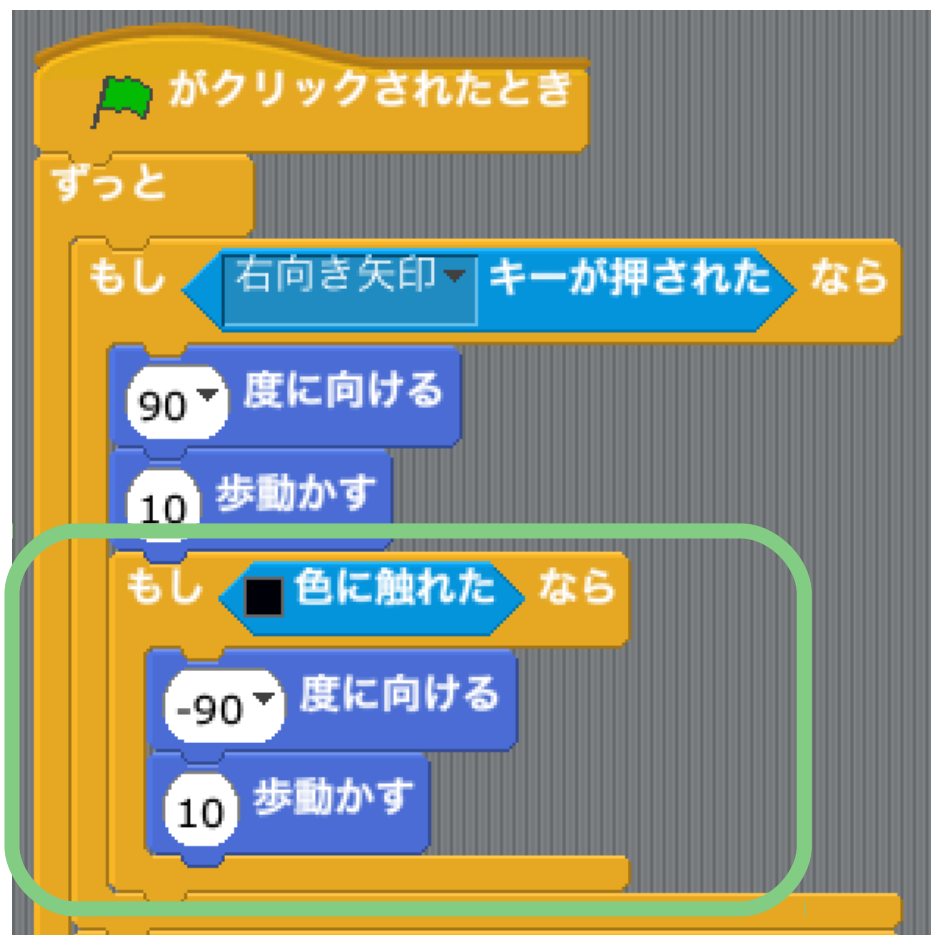 がクリックされたとき
ずっと
もし 右向き矢印 キーが押された なら
90 度に向ける
10 歩動かす
もし 色に触れた なら
-90 度に向ける
10 歩動かす